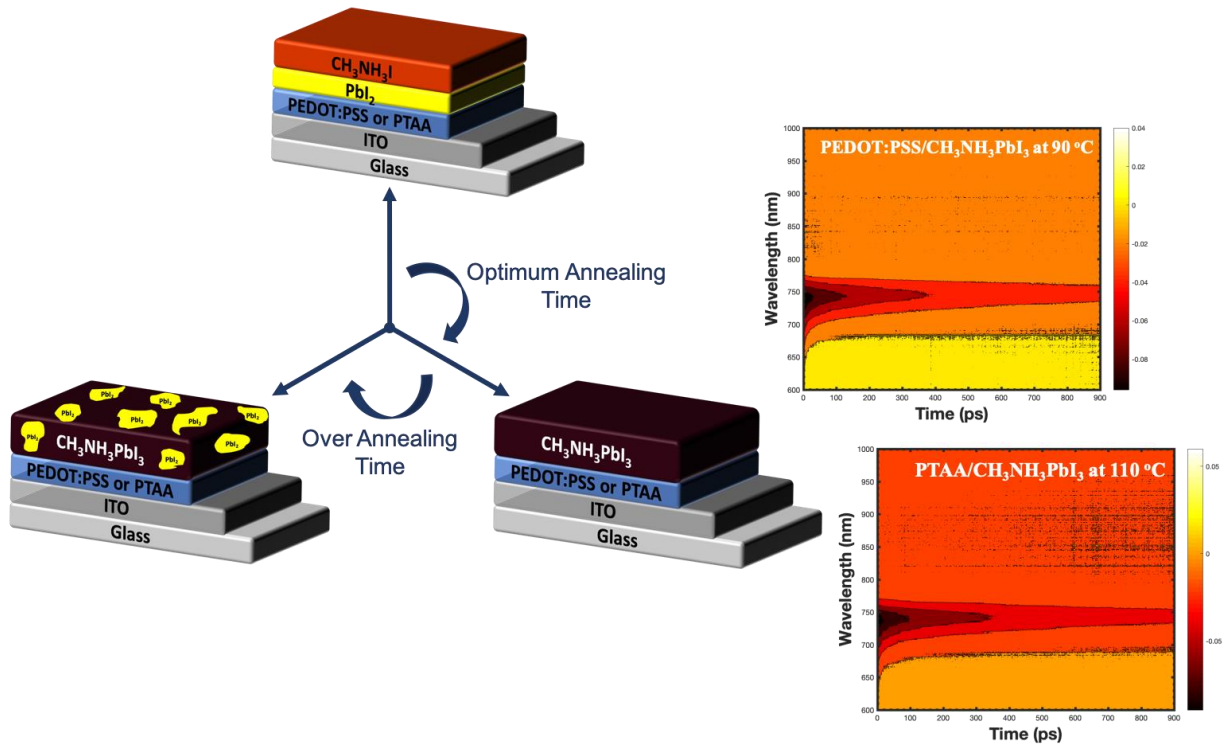 CH₃NH₃I
PbI₂
PEDOT:PSS or PTAA
ITO
Glass
Optimum Annealing
Time
Over Annealing
Time
PbI₂
PbI₂
PbI₂
PbI₂
PbI₂
PbI₂
PbI₂
PbI₂
PbI₂
CH₃NH₃PbI₃
PEDOT:PSS or PTAA
ITO
Glass
CH₃NH₃PbI₃
PEDOT:PSS or PTAA
ITO
Glass
PEDOT:PSS/CH₃NH₃PbI₃ at 90 °C
Wavelength (nm)
1000
950
900
850
800
750
700
650
600
0 100 200 300 400 500 600 700 800 900
Time (ps)
0.04
0.02
0
-0.02
-0.04
-0.06
-0.08
PTAA/CH₃NH₃PbI₃ at 110 °C
Wavelength (nm)
1000
950
900
850
800
750
700
650
600
0 100 200 300 400 500 600 700 800 900
Time (ps)
0.05
0
-0.05